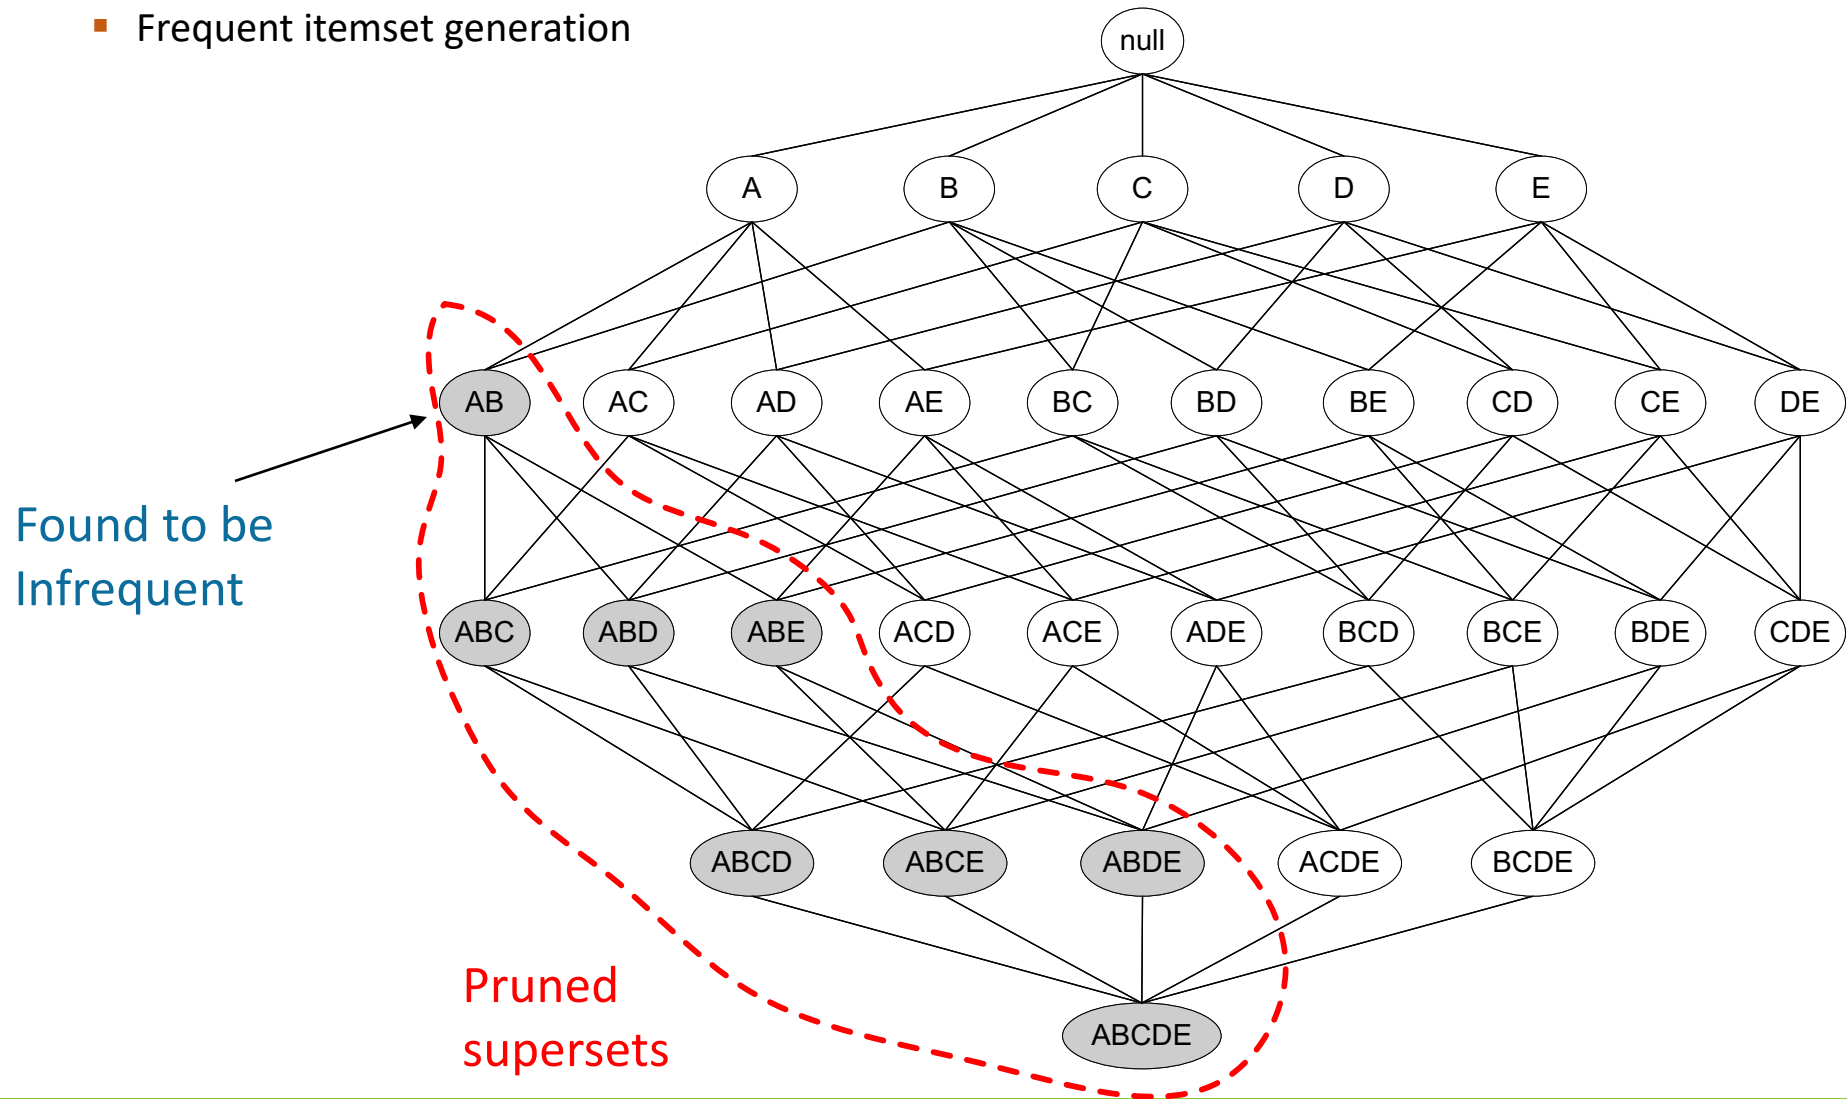 ▪ Frequent itemset generation
null
A B C D E
AB AC AD AE BC BD BE CD CE DE
Found to be
Infrequent
ABC ABD ABE ACD ACE ADE BCD BCE BDE CDE
ABCD ABCE ABDE ACDE BCDE
Pruned
supersets
ABCDE